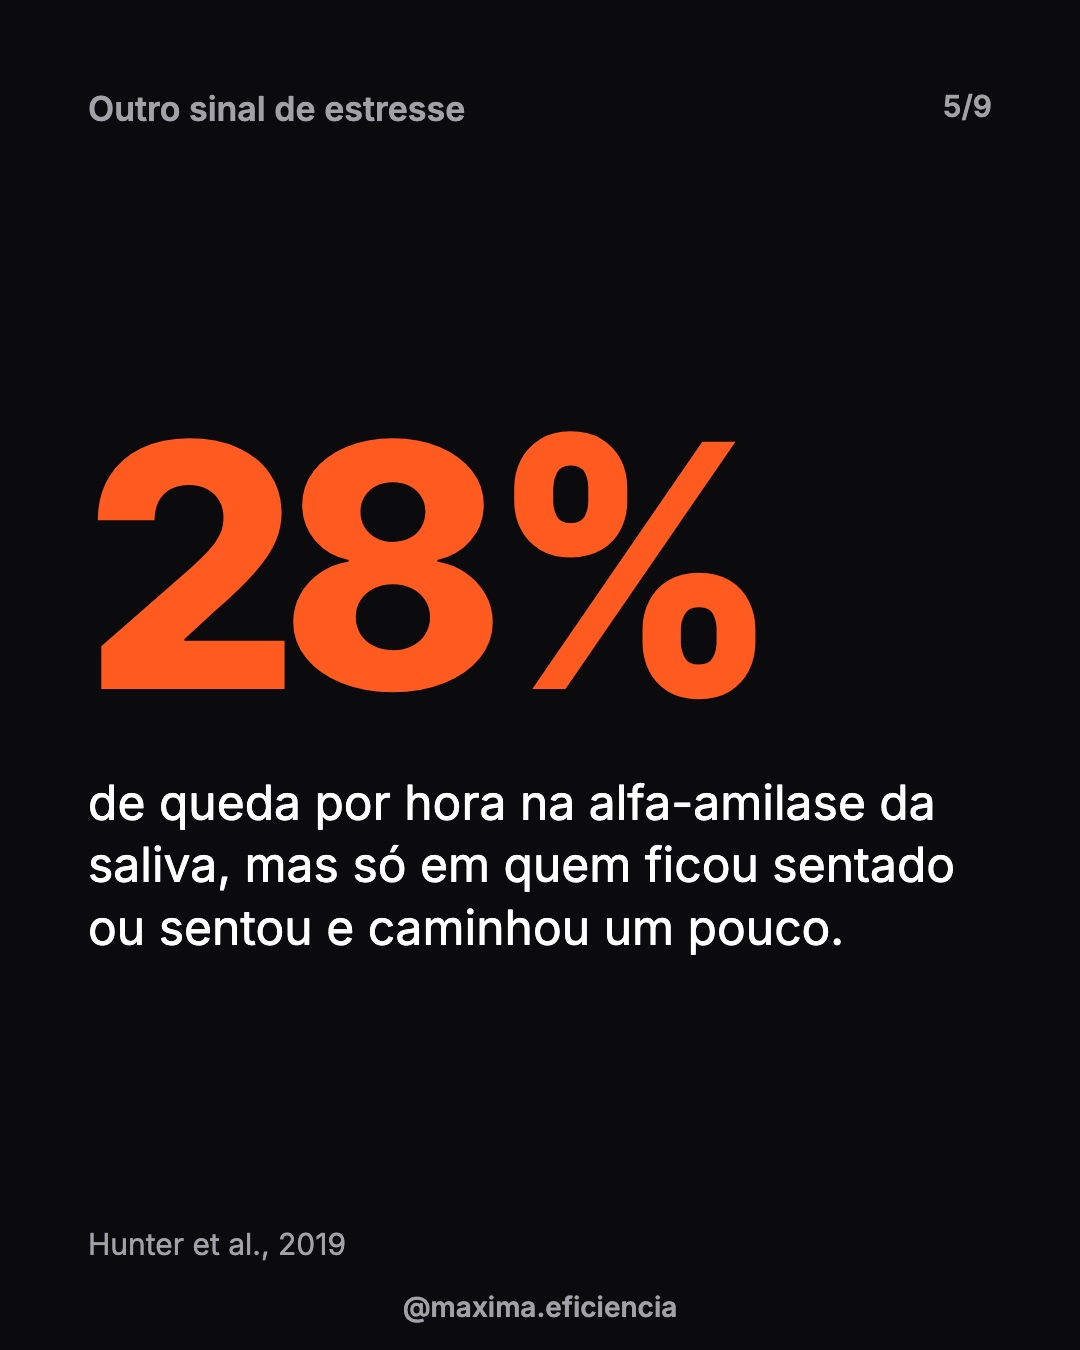 Outro sinal de estresse
5/9
28%
de queda por hora na alfa-amilase da
saliva, mas só em quem ficou sentado
ou sentou e caminhou um pouco.
Hunter et al., 2019
@maxima.eficiencia